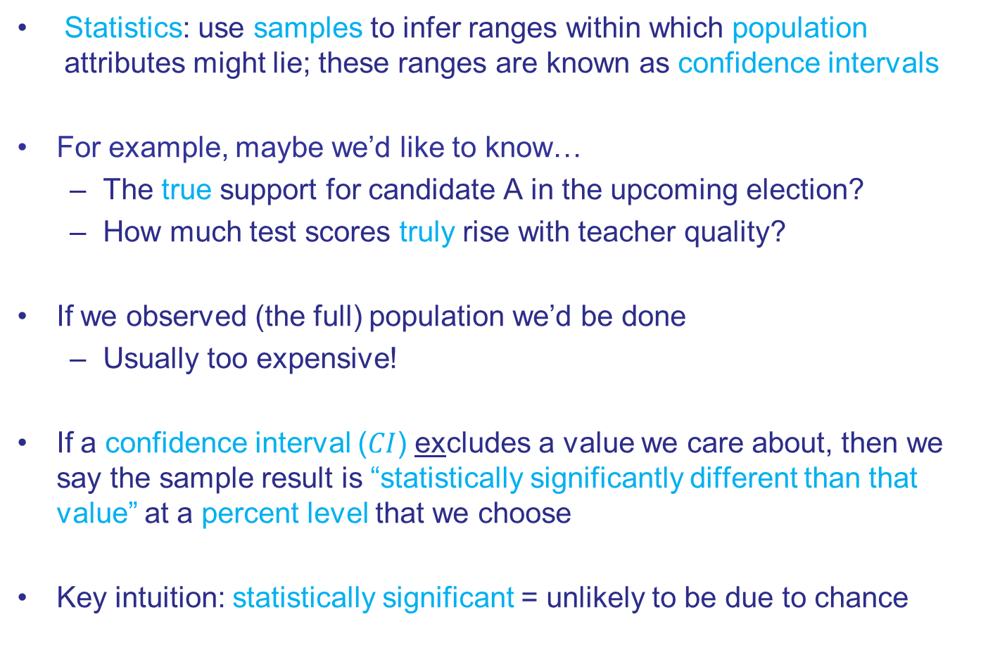 • Statistics: use samples to infer ranges within which population
attributes might lie; these ranges are known as confidence intervals
• For example, maybe we’d like to know…
– The true support for candidate A in the upcoming election?
– How much test scores truly rise with teacher quality?
• If we observed (the full) population we’d be done
– Usually too expensive!
• If a confidence interval (CI) excludes a value we care about, then we
say the sample result is “statistically significantly different than that
value” at a percent level that we choose
• Key intuition: statistically significant = unlikely to be due to chance